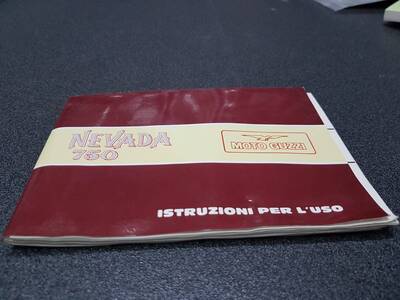 NEVADA
750
MOTO GUZZI
ISTRUZIONI PER L'USO